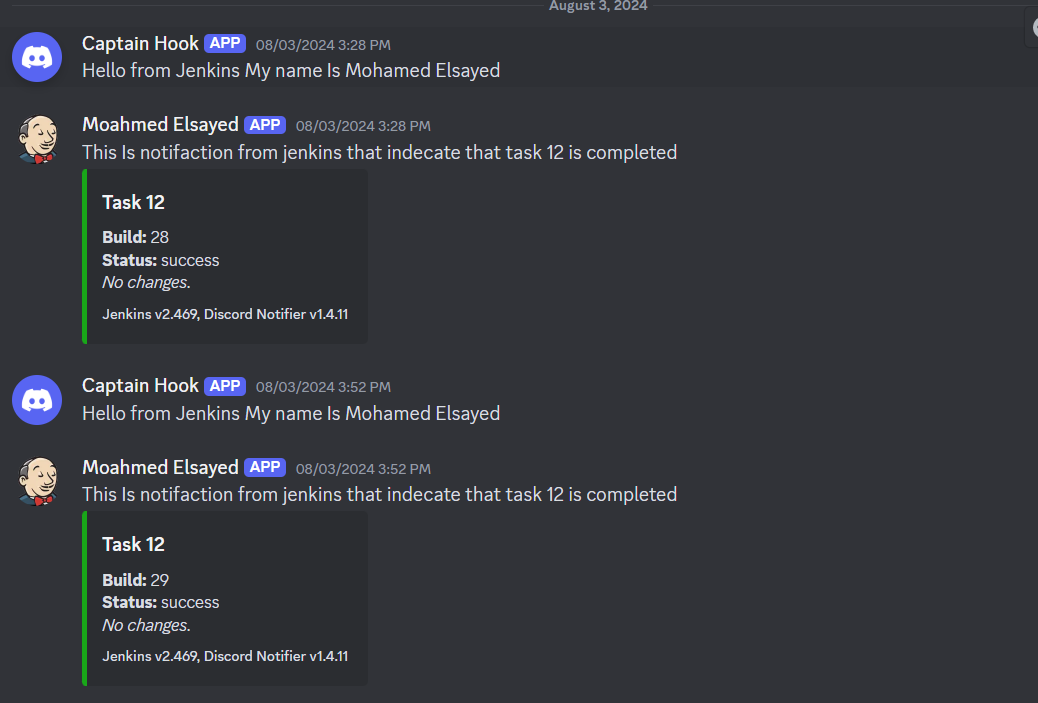 August 3, 2024
Captain Hook APP 08/03/2024 3:28 PM
Hello from Jenkins My name Is Mohamed Elsayed
Moahmed Elsayed APP 08/03/2024 3:28 PM
This Is notifaction from jenkins that indecate that task 12 is completed
Task 12
Build: 28
Status: success
No changes.
Jenkins v2.469, Discord Notifier v1.4.11
Captain Hook APP 08/03/2024 3:52 PM
Hello from Jenkins My name Is Mohamed Elsayed
Moahmed Elsayed APP 08/03/2024 3:52 PM
This Is notifaction from jenkins that indecate that task 12 is completed
Task 12
Build: 29
Status: success
No changes.
Jenkins v2.469, Discord Notifier v1.4.11